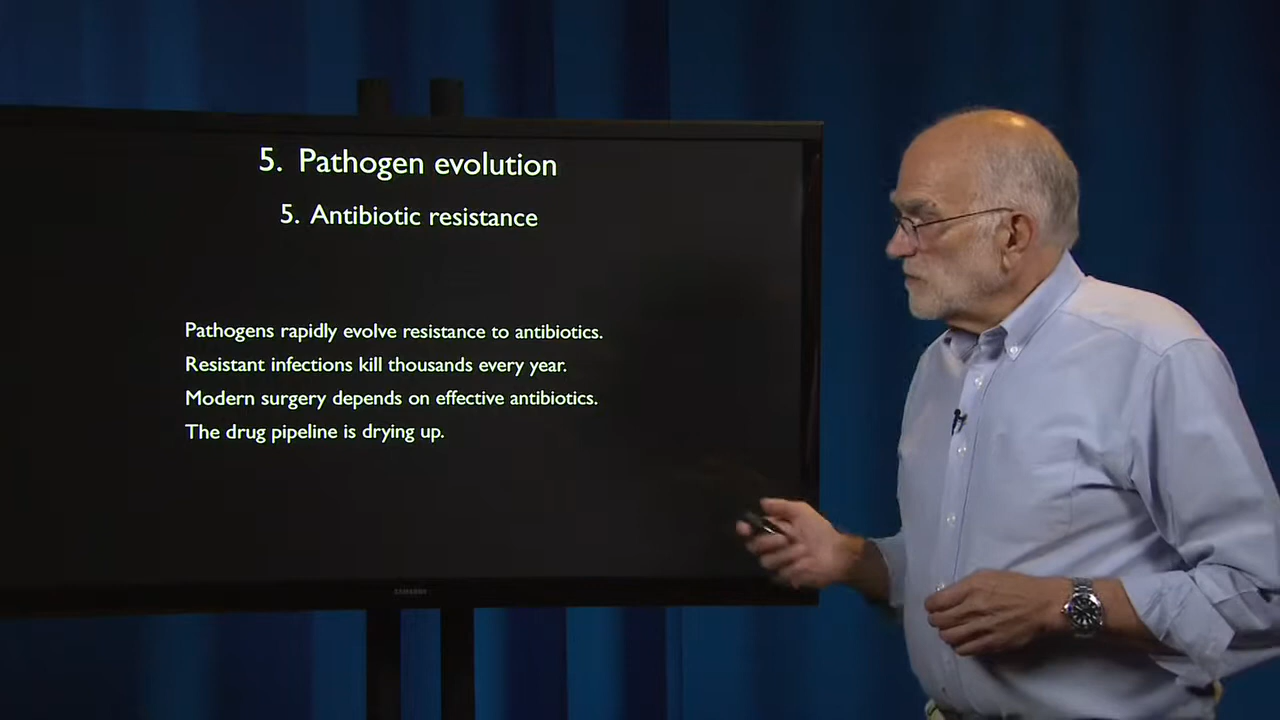 5. Pathogen evolution
5. Antibiotic resistance
Pathogens rapidly evolve resistance to antibiotics.
Resistant infections kill thousands every year.
Modern surgery depends on effective antibiotics.
The drug pipeline is drying up.
SAMSUNG